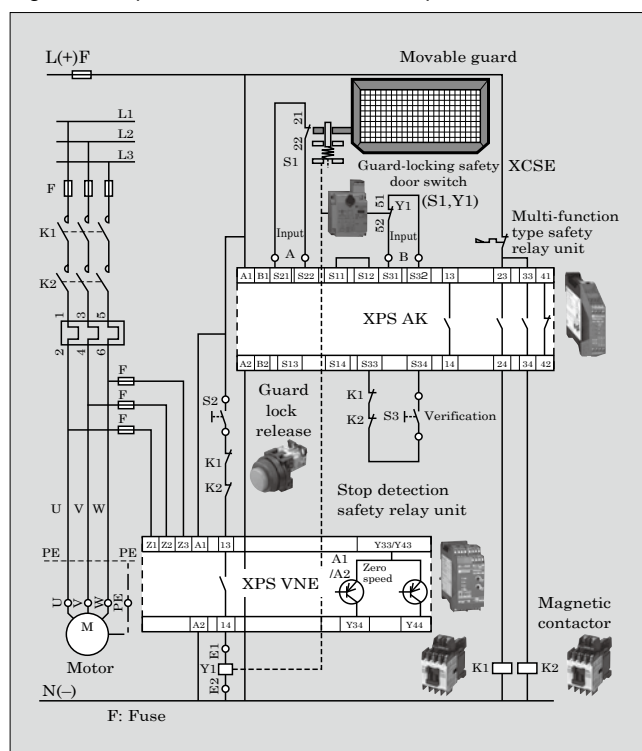 L(+)F
Movable guard
L1
L2
L3
21
22
S1
Guard-locking safety
door switch
(S1,Y1)
XCSE
F
51
52
Y1
Multi-function
type safety
relay unit
K1
Input
A
Input
B
A1 B1 S21 S22 S11 S12 S31 S32 13 23 33 41
K2
XPS AK
1 3 5
2 4 6
A2 B2 S13 S14 S33 S34 14 24 34 42
F
F
F
S2
Guard
lock
release
K1
K2
S3
Verification
K1
K2
Stop detection
safety relay unit
U V W
PE PE
Z1 Z2 Z3 A1 13 Y33/Y43
XPS VNE
A1
/A2
Zero
speed
U V W PE
M
Motor
A2 14 Y34 Y44
E1
Y1
E2
Magnetic
contactor
K1 K2
N(–)
F: Fuse